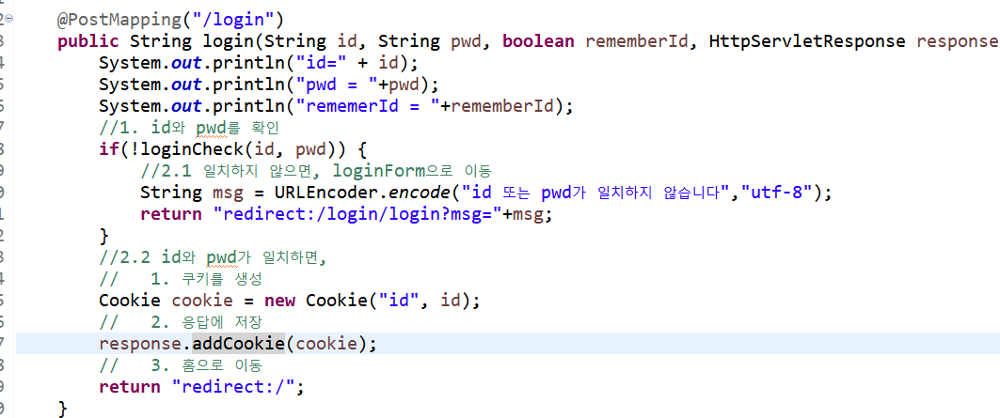 @PostMapping("/login")
public String login(String id, String pwd, boolean rememberId, HttpServletResponse response
System.out.println("id=" + id);
System.out.println("pwd = "+pwd);
System.out.println("rememerId = "+rememberId);
//1. id와 pwd를 확인
if(!loginCheck(id, pwd)) {
//2.1 일치하지 않으면, loginForm으로 이동
String msg = URLEncoder.encode("id 또는 pwd가 일치하지 않습니다","utf-8");
return "redirect:/login/login?msg="+msg;
}
//2.2 id와 pwd가 일치하면,
//   1. 쿠키를 생성
Cookie cookie = new Cookie("id", id);
//   2. 응답에 저장
response.addCookie(cookie);
//   3. 홈으로 이동
return "redirect:/";
}